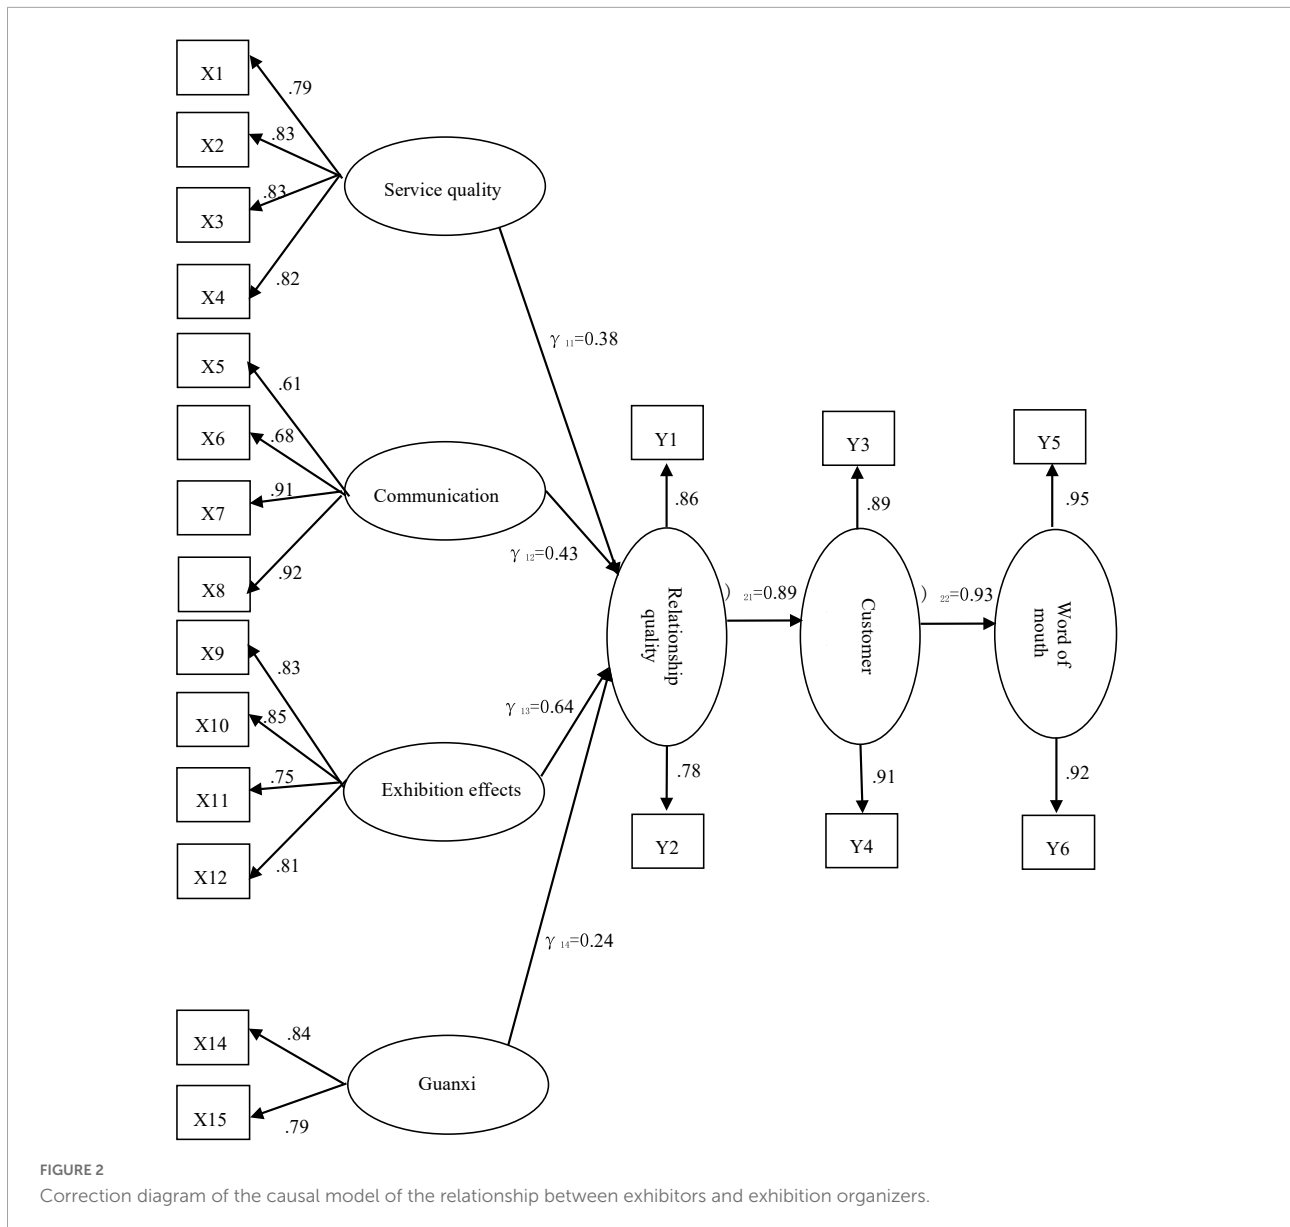 X1
.79
X2
.83
X3
.83
X4
.82
Service quality
γ 11=0.38
X5
.61
X6
.68
X7
.91
X8
.92
Communication
γ 12=0.43
X9
.83
X10
.85
X11
.75
X12
.81
Exhibition effects
γ 13=0.64
X14
.84
X15
.79
Guanxi
γ 14=0.24
Y1
.86
Relationship
quality
.78
Y2
) 21=0.89
Y3
.89
Customer
.91
Y4
) 22=0.93
Y5
.95
Word of
mouth
.92
Y6
FIGURE 2
Correction diagram of the causal model of the relationship between exhibitors and exhibition organizers.